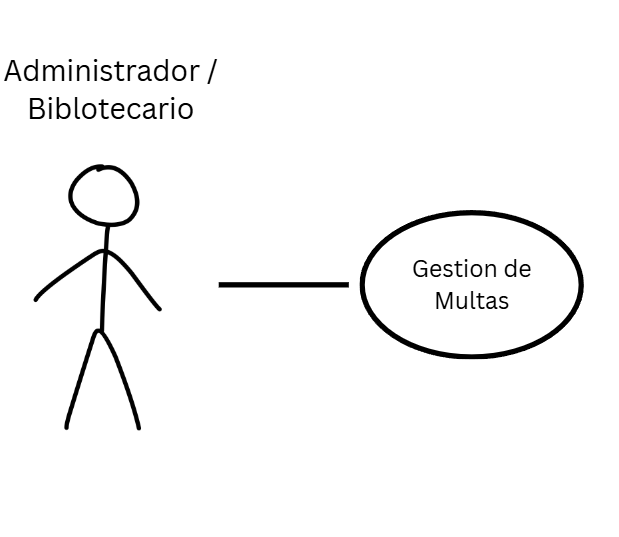 Administrador /
Biblotecario
Gestion de
Multas